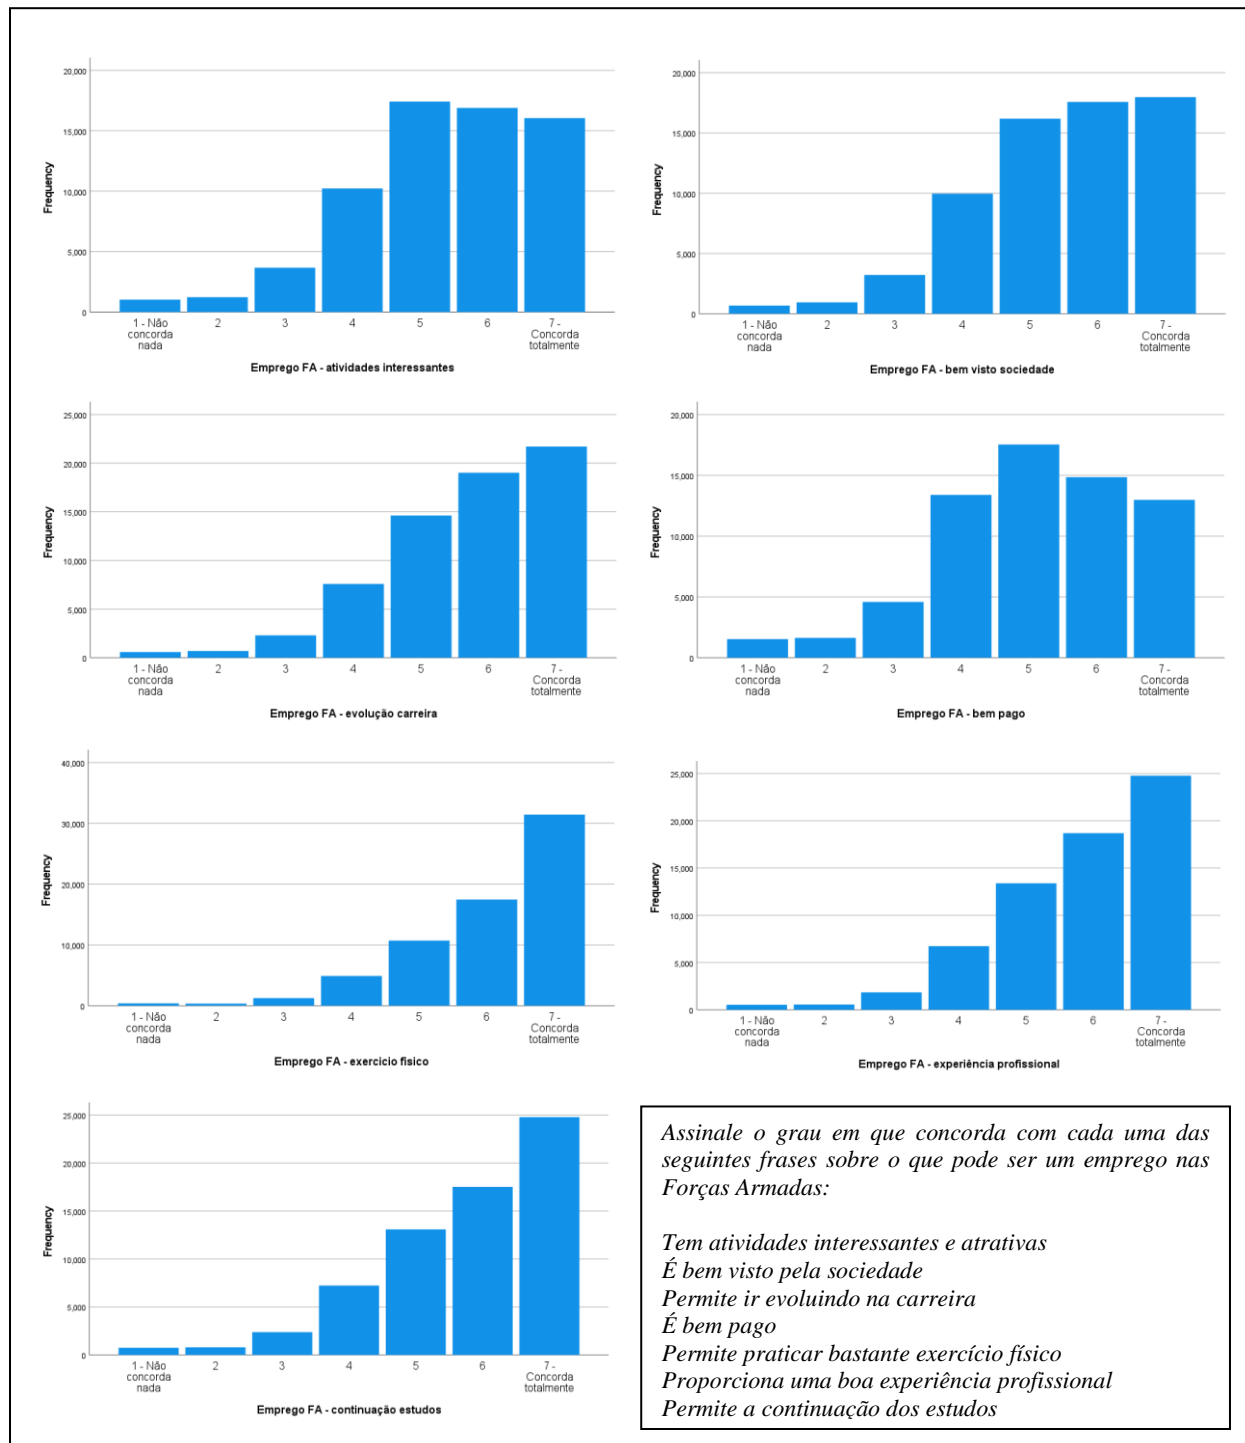 20,000
15,000
10,000
5,000
0
Frequency
1 - Não concorda nada
2
3
4
5
6
7 - Concorda totalmente
Emprego FA - atividades interessantes
20,000
15,000
10,000
5,000
0
Frequency
1 - Não concorda nada
2
3
4
5
6
7 - Concorda totalmente
Emprego FA - bem visto sociedade
25,000
20,000
15,000
10,000
5,000
0
Frequency
1 - Não concorda nada
2
3
4
5
6
7 - Concorda totalmente
Emprego FA - evolução carreira
20,000
15,000
10,000
5,000
0
Frequency
1 - Não concorda nada
2
3
4
5
6
7 - Concorda totalmente
Emprego FA - bem pago
40,000
30,000
20,000
10,000
0
Frequency
1 - Não concorda nada
2
3
4
5
6
7 - Concorda totalmente
Emprego FA - exercício físico
25,000
20,000
15,000
10,000
5,000
0
Frequency
1 - Não concorda nada
2
3
4
5
6
7 - Concorda totalmente
Emprego FA - experiência profissional
25,000
20,000
15,000
10,000
5,000
0
Frequency
1 - Não concorda nada
2
3
4
5
6
7 - Concorda totalmente
Emprego FA - continuação estudos
Assinale o grau em que concorda com cada uma das
seguintes frases sobre o que pode ser um emprego nas
Forças Armadas:
Tem atividades interessantes e atrativas
É bem visto pela sociedade
Permite ir evoluindo na carreira
É bem pago
Permite praticar bastante exercício físico
Proporciona uma boa experiência profissional
Permite a continuação dos estudos